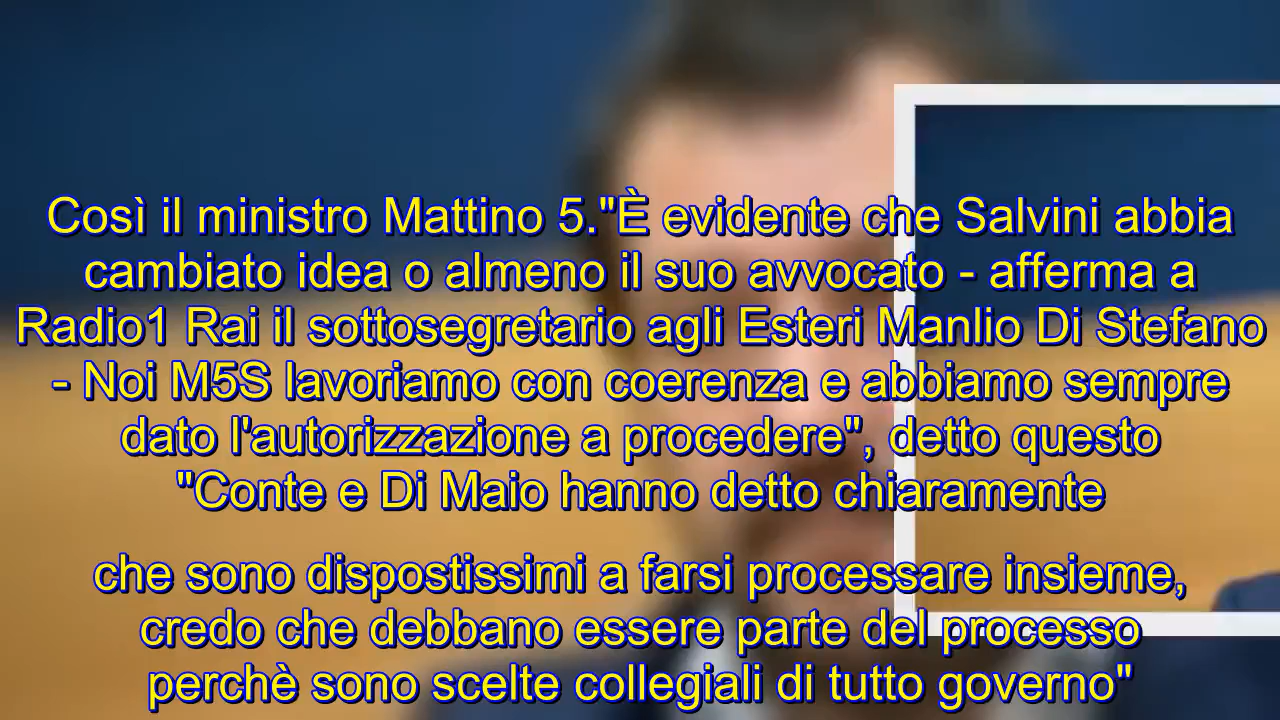 Così il ministro Mattino 5."È evidente che Salvini abbia
cambiato idea o almeno il suo avvocato - afferma a
Radio1 Rai il sottosegretario agli Esteri Manlio Di Stefano
- Noi M5S lavoriamo con coerenza e abbiamo sempre
dato l'autorizzazione a procedere", detto questo
"Conte e Di Maio hanno detto chiaramente
che sono dispostissimi a farsi processare insieme,
credo che debbano essere parte del processo
perchè sono scelte collegiali di tutto governo"